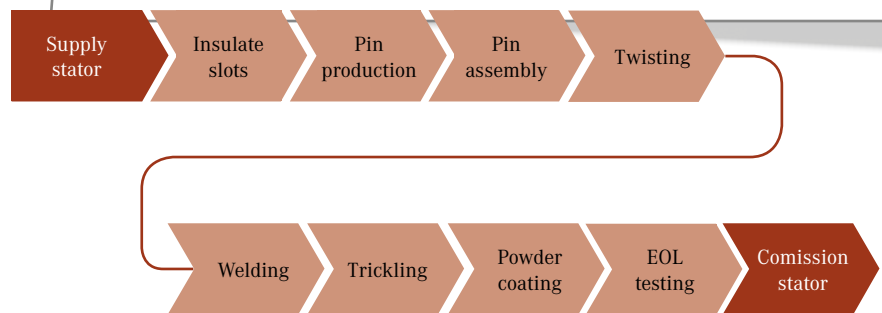 Supply
stator
Insulate
slots
Pin
production
Pin
assembly
Twisting
Welding
Trickling
Powder
coating
EOL
testing
Comission
stator